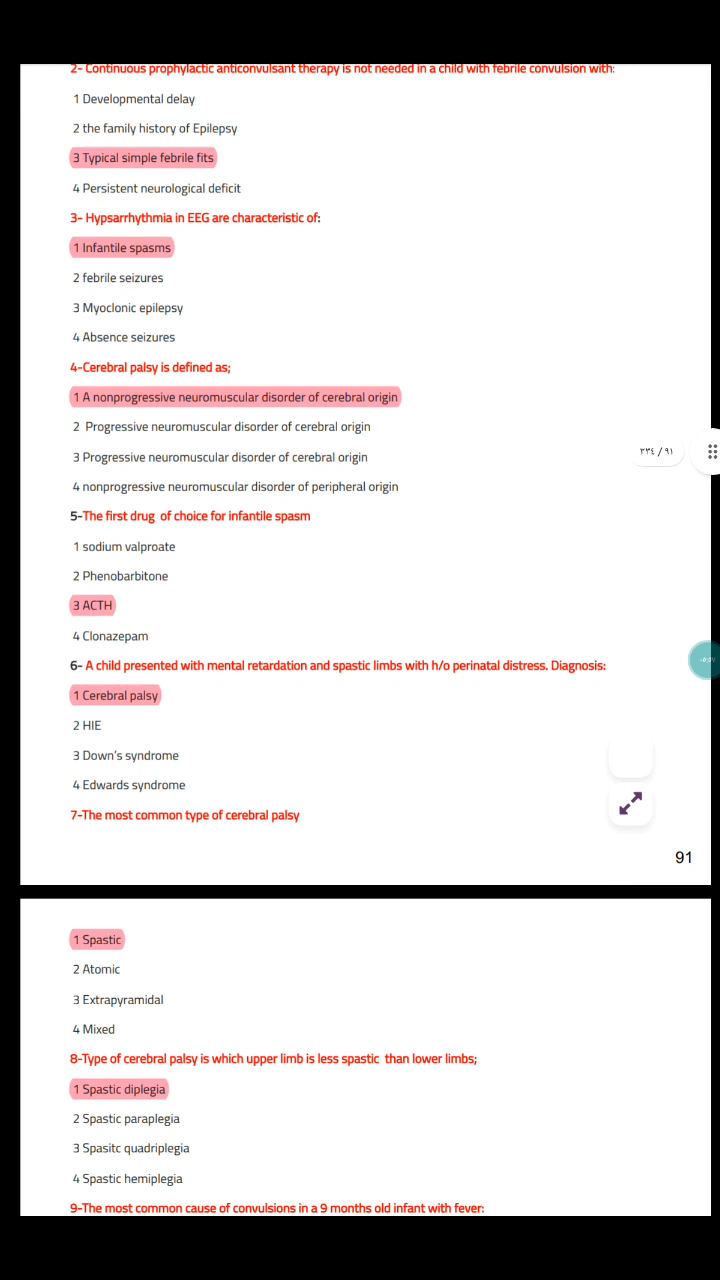 2- Continuous prophylactic anticonvulsant therapy is not needed in a child with febrile convulsion with:
1 Developmental delay
2 the family history of Epilepsy
3 Typical simple febrile fits
4 Persistent neurological deficit
3- Hypsarrhythmia in EEG are characteristic of:
1 Infantile spasms
2 febrile seizures
3 Myoclonic epilepsy
4 Absence seizures
4-Cerebral palsy is defined as;
1 A nonprogressive neuromuscular disorder of cerebral origin
2 Progressive neuromuscular disorder of cerebral origin
٩١ / ٢٣٤
3 Progressive neuromuscular disorder of cerebral origin
4 nonprogressive neuromuscular disorder of peripheral origin
5-The first drug of choice for infantile spasm
1 sodium valproate
2 Phenobarbitone
3 ACTH
4 Clonazepam
6- A child presented with mental retardation and spastic limbs with h/o perinatal distress. Diagnosis:
1 Cerebral palsy
2 HIE
3 Down's syndrome
4 Edwards syndrome
7-The most common type of cerebral palsy
91
1 Spastic
2 Atomic
3 Extrapyramidal
4 Mixed
8-Type of cerebral palsy is which upper limb is less spastic than lower limbs;
1 Spastic diplegia
2 Spastic paraplegia
3 Spasitc quadriplegia
4 Spastic hemiplegia
9-The most common cause of convulsions in a 9 months old infant with fever: